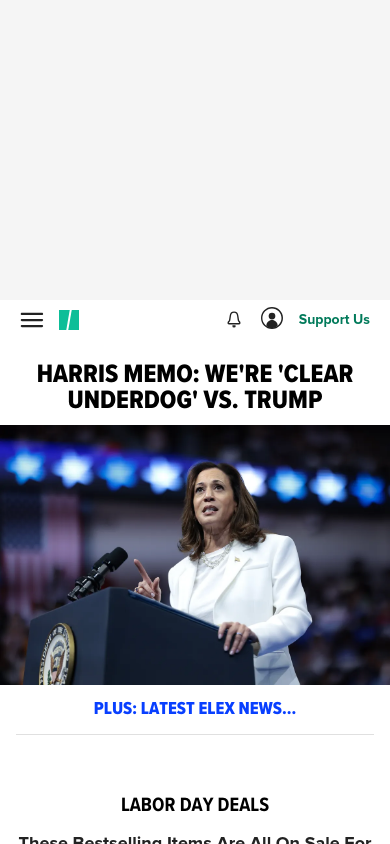 Support Us
HARRIS MEMO: WE'RE 'CLEAR
UNDERDOG' VS. TRUMP
PLUS: LATEST ELEX NEWS...
LABOR DAY DEALS
These Bestselling Items Are All On Sale For